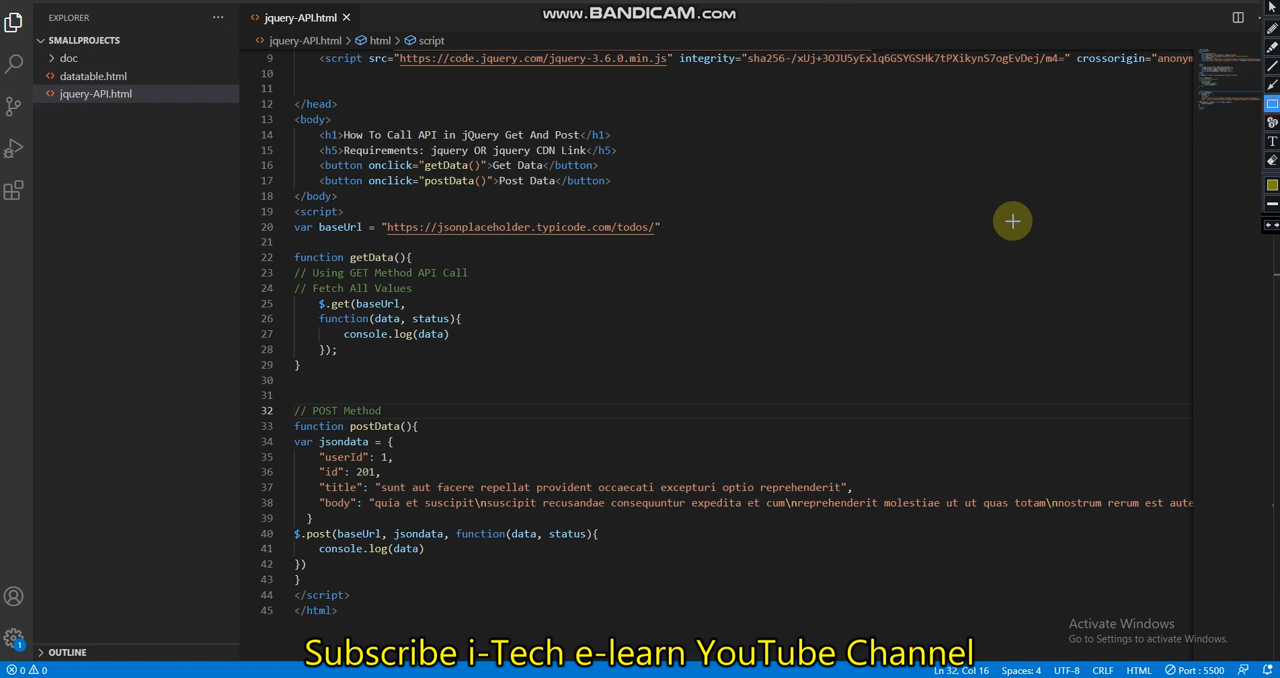 EXPLORER
SMALLPROJECTS
doc
datatable.html
jquery-API.html
OUTLINE
www.BANDICAM.com
jquery-API.html
jquery-API.html > html > script
9 <script src="https://code.jquery.com/jquery-3.6.0.min.js" integrity="sha256-/xUj+3OJU5yExlq6GSYGSHk7tPXikynS7ogEvDej/m4=" crossorigin="anonym
10
11
12 </head>
13 <body>
14 <h1>How To Call API in jQuery Get And Post</h1>
15 <h5>Requirements: jquery OR jquery CDN Link</h5>
16 <button onclick="getData()">Get Data</button>
17 <button onclick="postData()">Post Data</button>
18 </body>
19 <script>
20 var baseUrl = "https://jsonplaceholder.typicode.com/todos/"
21
22 function getData(){
23 // Using GET Method API Call
24 // Fetch All Values
25 $.get(baseUrl,
26 function(data, status){
27 console.log(data)
28 });
29 }
30
31
32 // POST Method
33 function postData(){
34 var jsondata = {
35 "userId": 1,
36 "id": 201,
37 "title": "sunt aut facere repellat provident occaecati excepturi optio reprehenderit",
38 "body": "quia et suscipit\nsuscipit recusandae consequuntur expedita et cum\nreprehenderit molestiae ut ut quas totam\nnostrum rerum est aute
39 }
40 $.post(baseUrl, jsondata, function(data, status){
41 console.log(data)
42 })
43 }
44 </script>
45 </html>
Activate Windows
Go to Settings to activate Windows.
Subscribe i-Tech e-learn YouTube Channel
1
0 0
Ln 32, Col 16 Spaces: 4 UTF-8 CRLF HTML Port : 5500
T